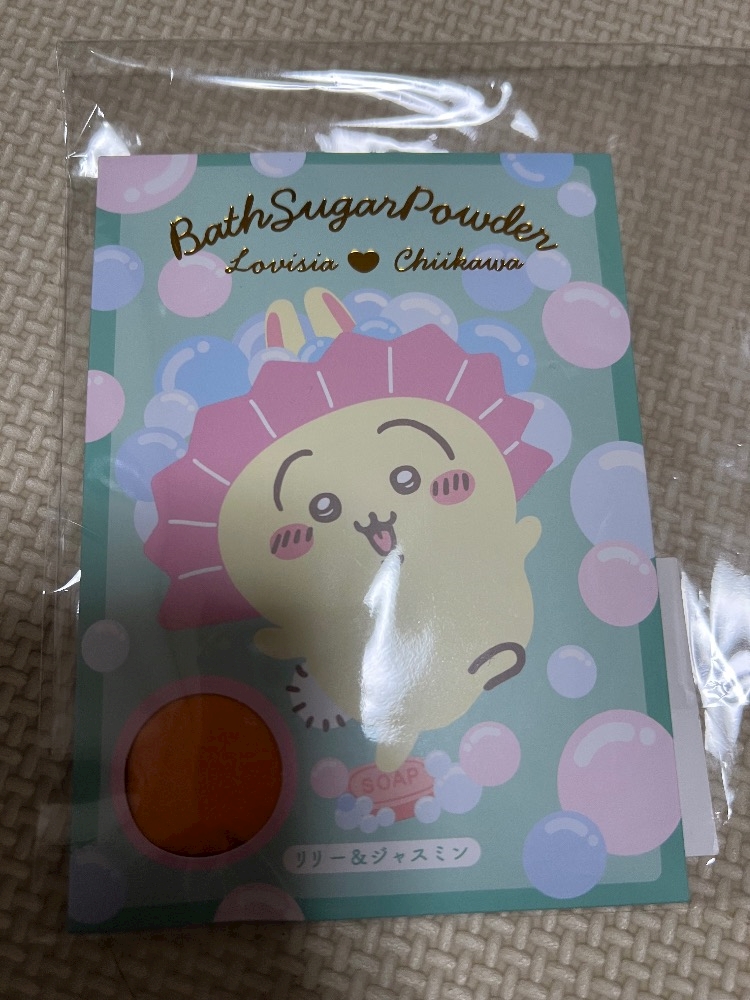 BathSugarPowder
Lovisia ♥ Chiikawa
SOAP
リリー&ジャスミン